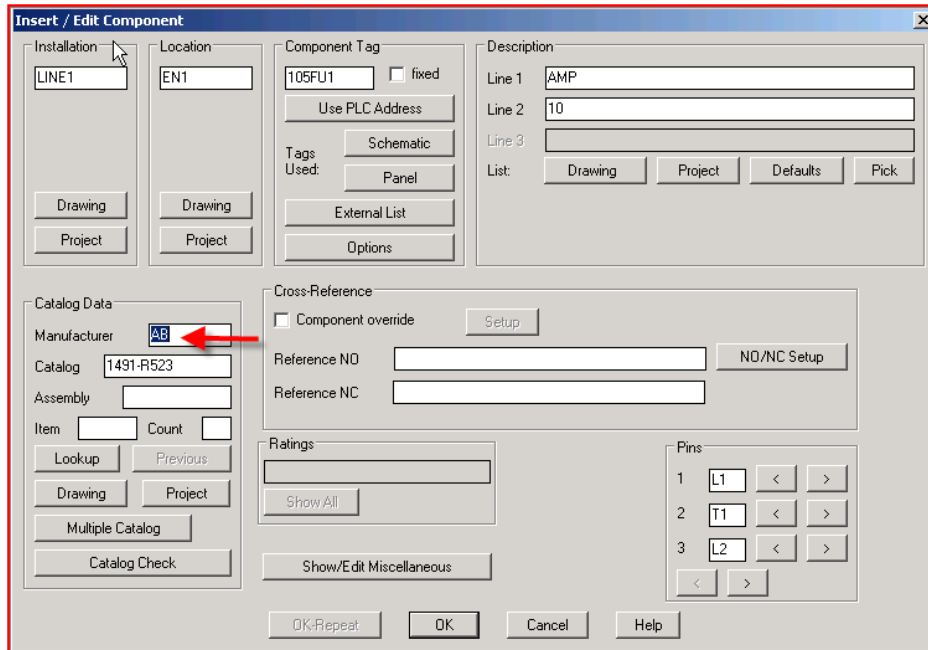 Insert / Edit Component
Installation
LINE1
Drawing
Project
Location
EN1
Drawing
Project
Component Tag
105FU1
fixed
Use PLC Address
Tags Used:
Schematic
Panel
External List
Options
Description
Line 1 AMP
Line 2 10
Line 3
List: Drawing Project Defaults Pick
Catalog Data
Manufacturer AB
Catalog 1491-R523
Assembly
Item Count
Lookup Previous
Drawing Project
Multiple Catalog
Catalog Check
Cross-Reference
Component override Setup
Reference NO NO/NC Setup
Reference NC
Ratings
Show All
Show/Edit Miscellaneous
Pins
1 L1 < >
2 T1 < >
3 L2 < >
< >
OK-Repeat OK Cancel Help